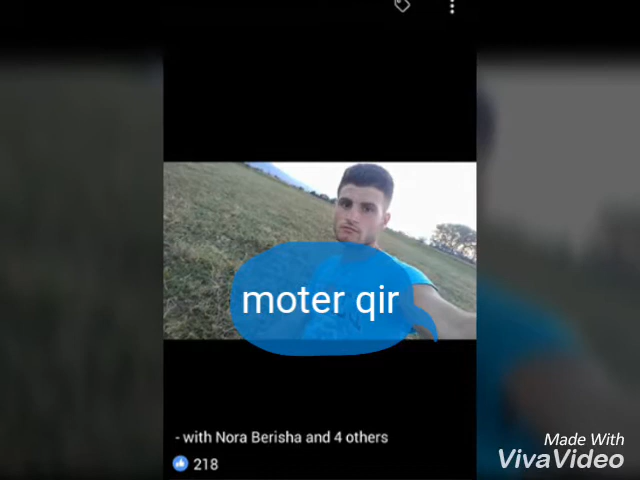 moter qir
- with Nora Berisha and 4 others
218
Made With
VivaVideo